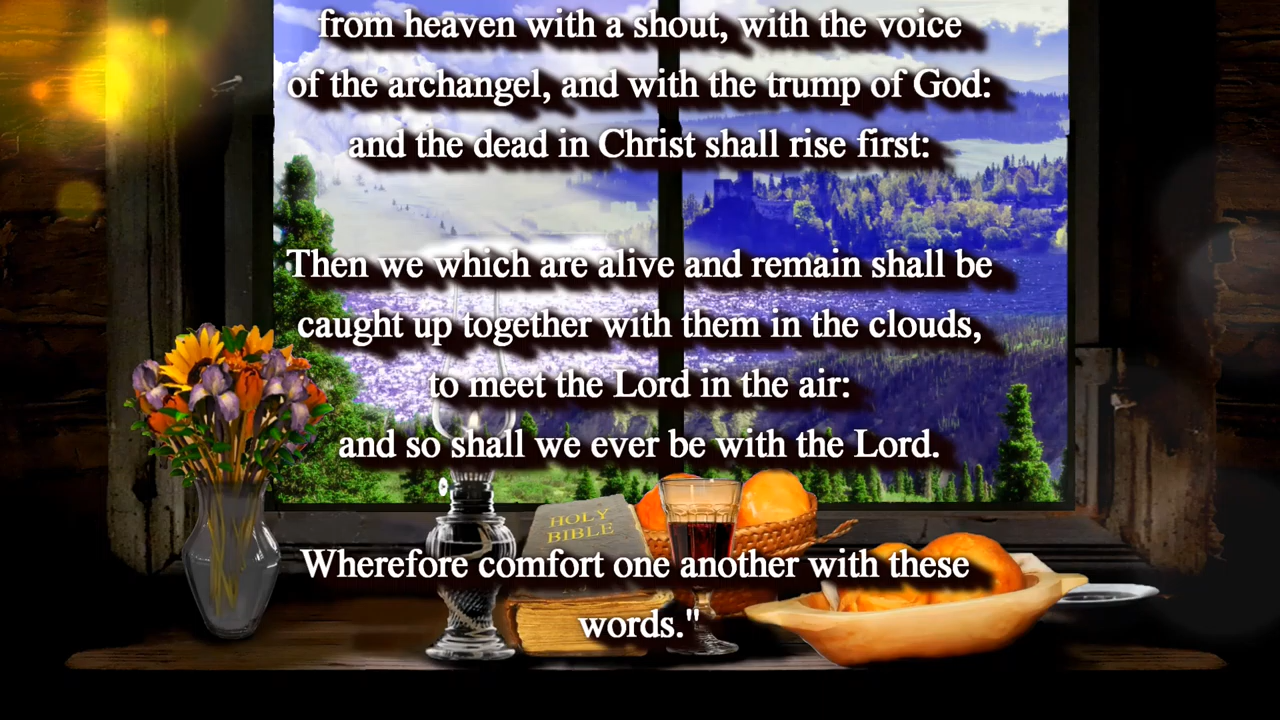 from heaven with a shout, with the voice
of the archangel, and with the trump of God:
and the dead in Christ shall rise first:
Then we which are alive and remain shall be
caught up together with them in the clouds,
to meet the Lord in the air:
and so shall we ever be with the Lord.
HOLY
BIBLE
Wherefore comfort one another with these
words."